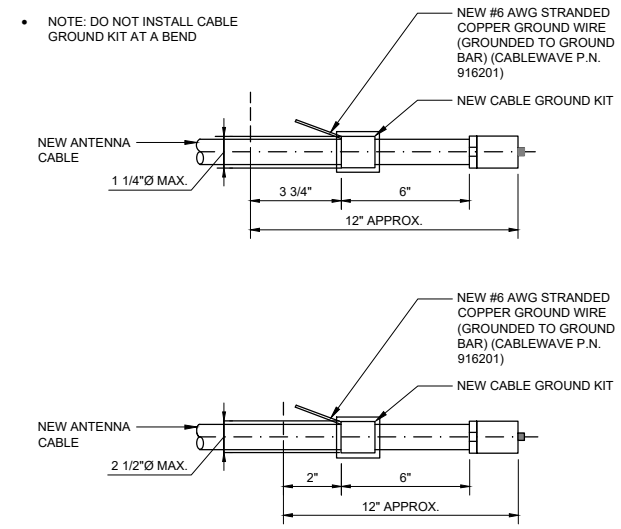 • NOTE: DO NOT INSTALL CABLE
GROUND KIT AT A BEND
NEW #6 AWG STRANDED
COPPER GROUND WIRE
(GROUNDED TO GROUND
BAR) (CABLEWAVE P.N.
916201)
NEW CABLE GROUND KIT
NEW ANTENNA
CABLE
1 1/4"Ø MAX.
3 3/4"
6"
12" APPROX.
NEW #6 AWG STRANDED
COPPER GROUND WIRE
(GROUNDED TO GROUND
BAR) (CABLEWAVE P.N.
916201)
NEW CABLE GROUND KIT
NEW ANTENNA
CABLE
2 1/2"Ø MAX.
2"
6"
12" APPROX.